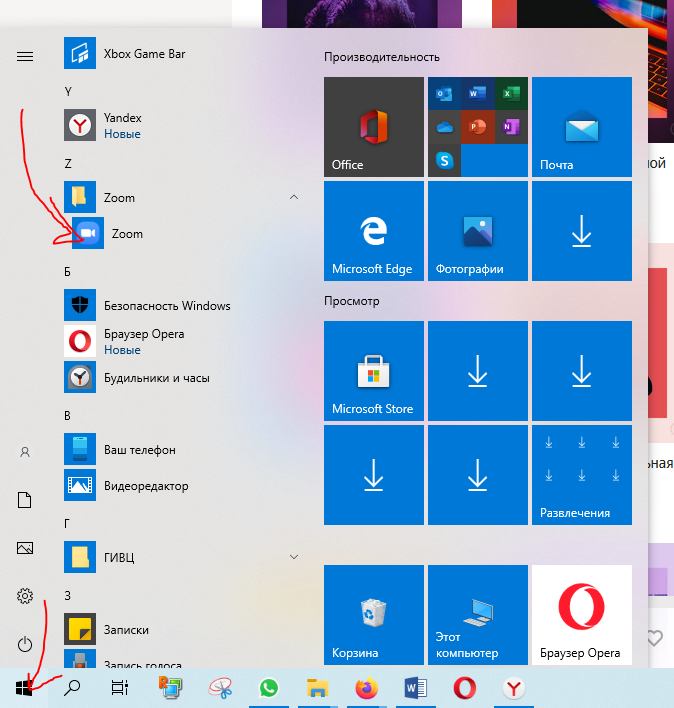 Xbox Game Bar
Y
Yandex
Новые
Z
Zoom
Zoom
Б
Безопасность Windows
Браузер Opera
Новые
Будильники и часы
В
Ваш телефон
Видеоредактор
Г
ГИВЦ
З
Записки
Запись голоса
Производительность
Office
Почта
Microsoft Edge
Фотографии
Просмотр
Microsoft Store
Развлечения
Корзина
Этот
компьютер
Браузер Opera
ной
ьная